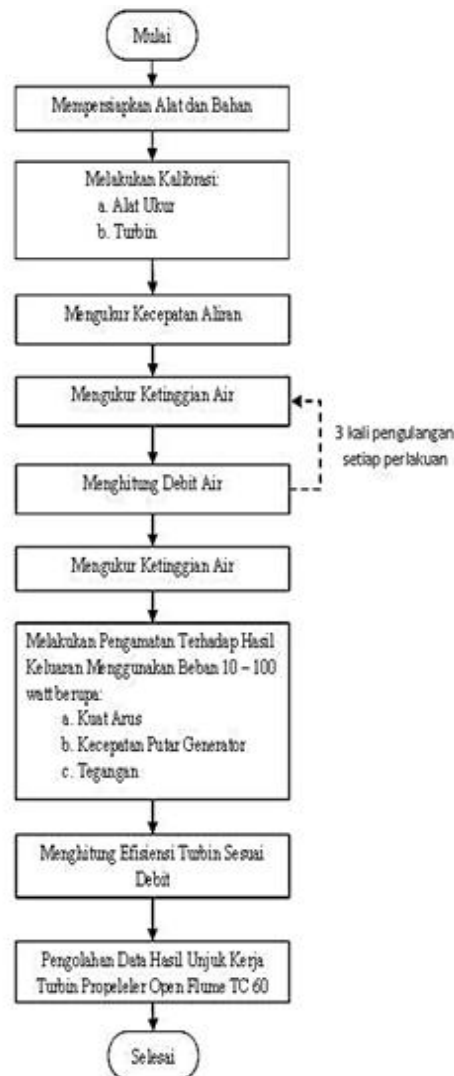 Mulai
Mempersiapkan Alat dan Bahan
Melakukan Kalibrasi:
a. Alat Ukur
b. Turbin
Mengukur Kecepatan Aliran
Mengukur Ketinggian Air
3 kali pengulangan
setiap perlakuan
Menghitung Debit Air
Mengukur Ketinggian Air
Melakukan Pengamatan Terhadap Hasil
Keluaran Menggunakan Beban 10 – 100
watt berupa:
a. Kuat Arus
b. Kecepatan Putar Generator
c. Tegangan
Menghitung Efisiensi Turbin Sesuai
Debit
Pengolahan Data Hasil Unjuk Kerja
Turbin Propeleler Open Flume TC 60
Selesai